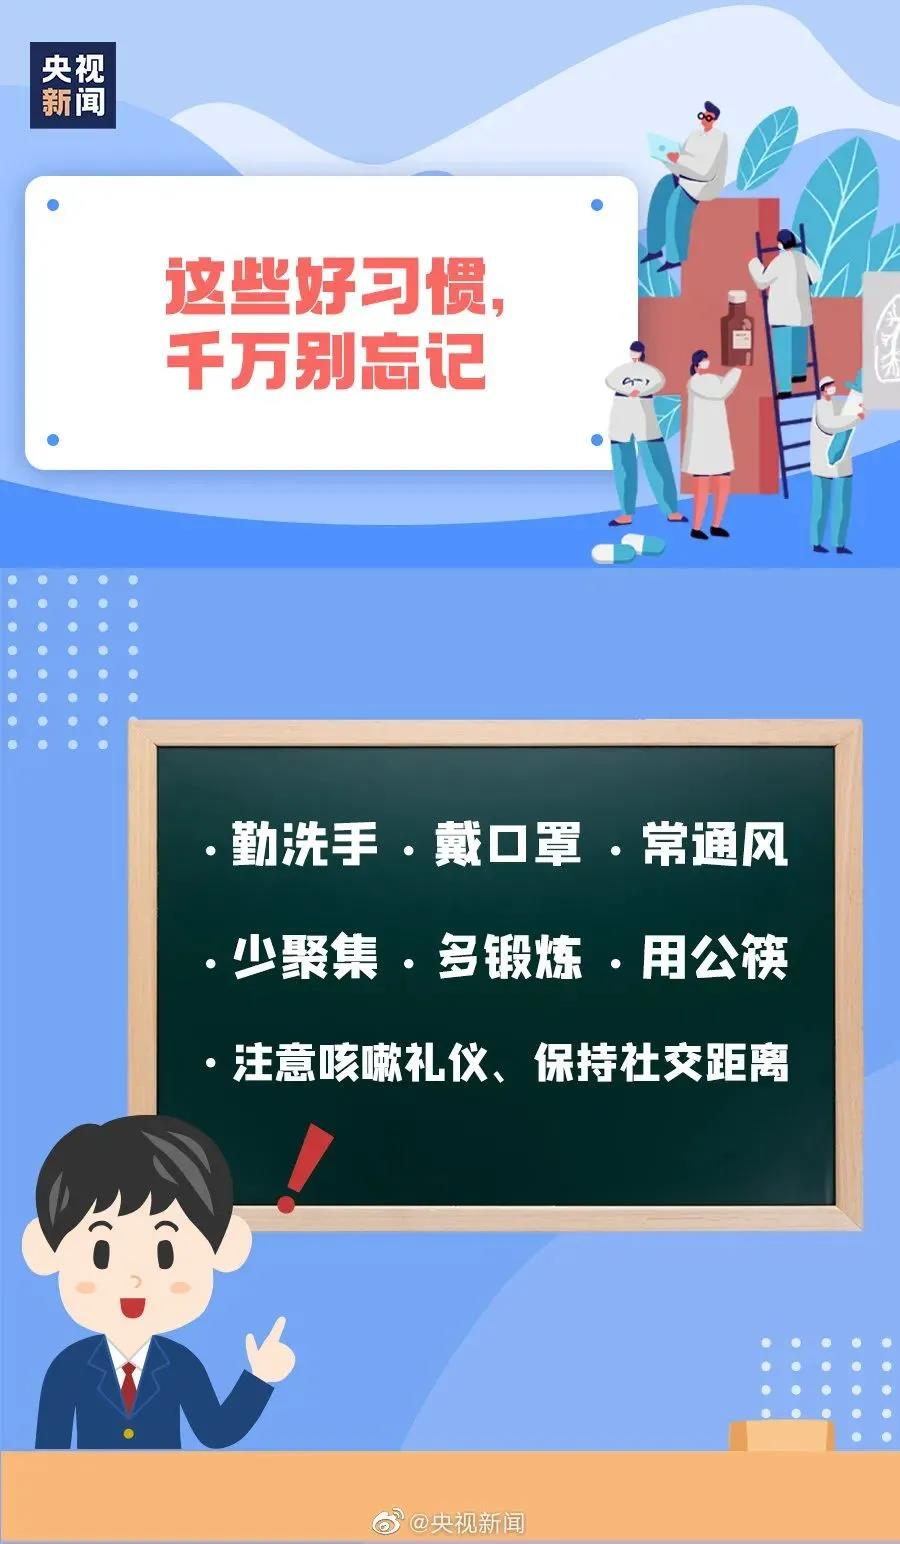 央视
新闻
这些好习惯，
千万别忘记
·勤洗手 ·戴口罩 ·常通风
·少聚集 ·多锻炼 ·用公筷
·注意咳嗽礼仪、保持社交距离
@央视新闻